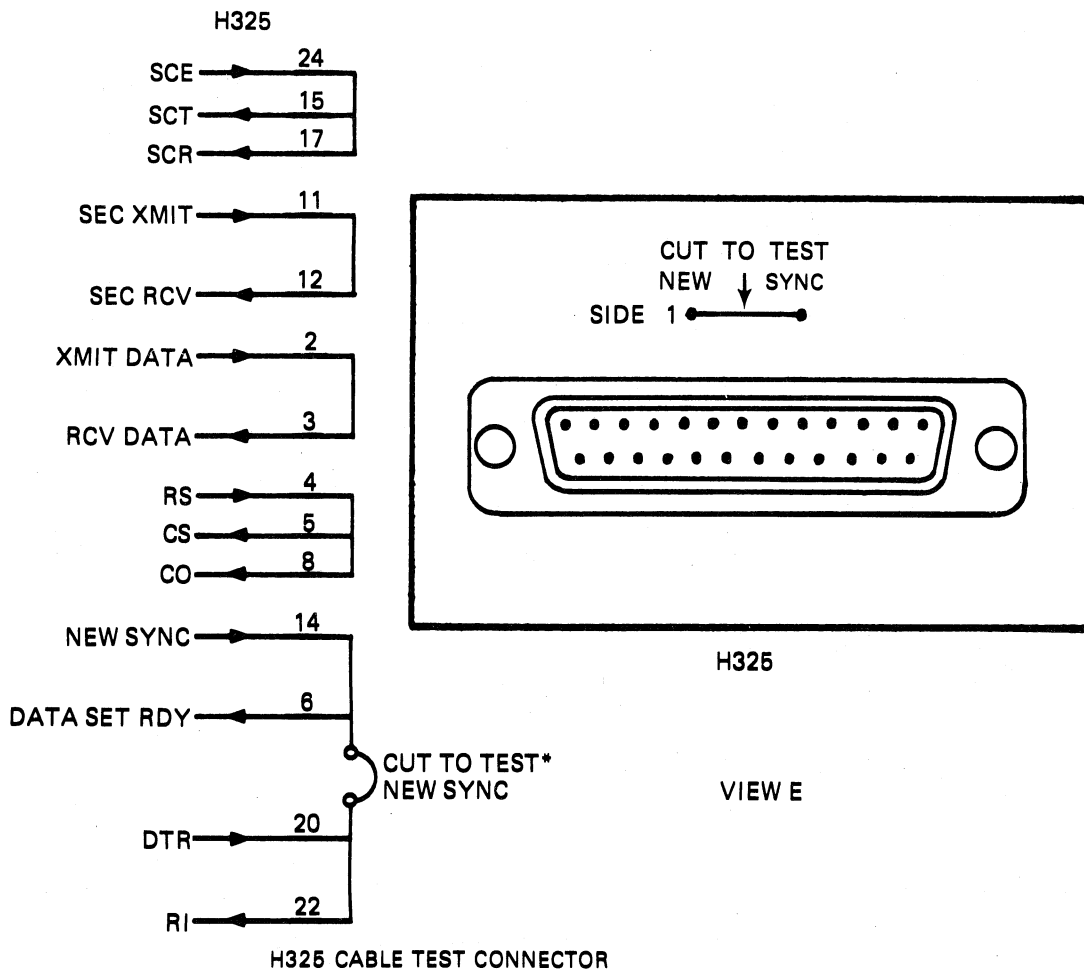 H325
SCE 24
SCT 15
SCR 17
SEC XMIT 11
SEC RCV 12
XMIT DATA 2
RCV DATA 3
RS 4
CS 5
CO 8
NEW SYNC 14
DATA SET RDY 6
CUT TO TEST*
NEW SYNC
DTR 20
RI 22
H325 CABLE TEST CONNECTOR
CUT TO TEST
NEW SYNC
SIDE 1
H325
VIEW E